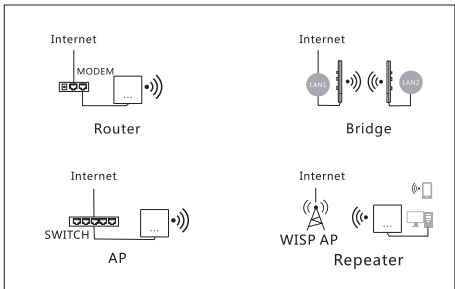 Internet
MODEM
...
Router
Internet
LAN1
LAN2
Bridge
Internet
SWITCH
...
AP
Internet
WISP AP
...
Repeater